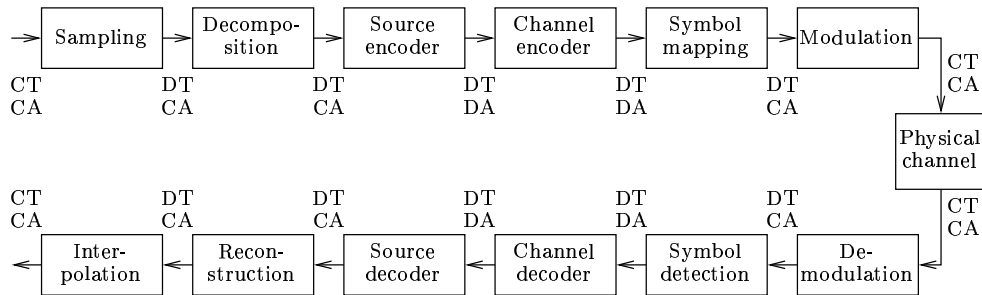 Sampling
Decompo-
sition
Source
encoder
Channel
encoder
Symbol
mapping
Modulation
CT
CA
DT
CA
DT
CA
DT
DA
DT
DA
DT
CA
CT
CA
Physical
channel
CT
CA
DT
CA
DT
CA
DT
DA
DT
DA
DT
CA
CT
CA
Inter-
polation
Recon-
struction
Source
decoder
Channel
decoder
Symbol
detection
De-
modulation